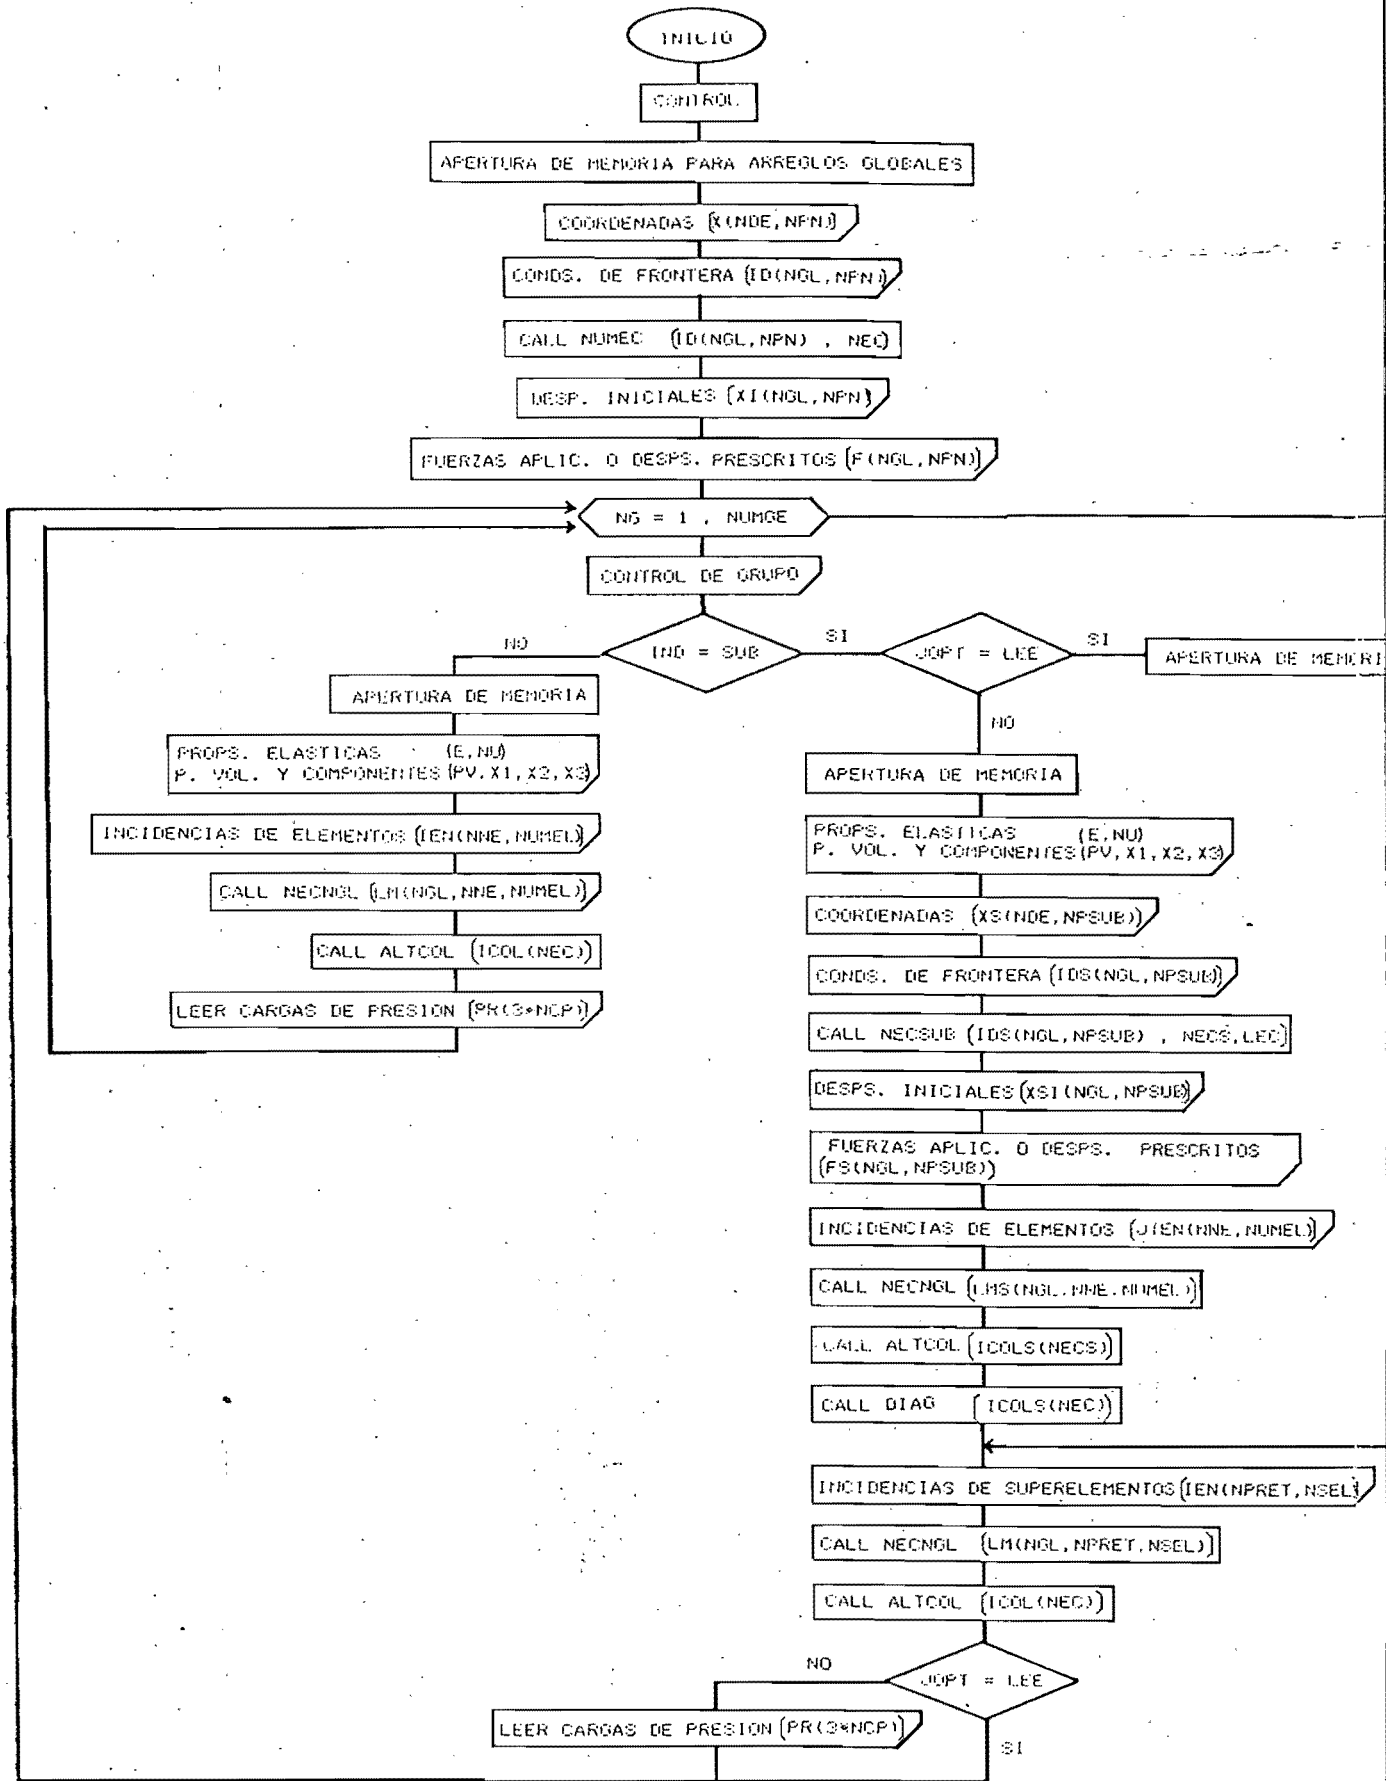 INICIO
CONTROL
APERTURA DE MEMORIA PARA ARREGLOS GLOBALES
COORDENADAS (X(NDE,NPN))
CONDS. DE FRONTERA (ID(NGL,NPN))
CALL NUMEC (ID(NGL,NPN) , NEC)
DESP. INICIALES (XI(NGL,NPN)
FUERZAS APLIC. O DESPS. PRESCRITOS (F(NGL,NPN))
NG = 1 , NUMGE
CONTROL DE GRUPO
IND = SUB
NO
SI
JOPT = LEE
SI
NO
APERTURA DE MEMORI
APERTURA DE MEMORIA
PROPS. ELASTICAS (E,NU)
P. VOL. Y COMPONENTES (PV,X1,X2,X3)
INCIDENCIAS DE ELEMENTOS (IEN(NNE,NUMEL))
CALL NECNGL (LM(NGL,NNE,NUMEL))
CALL ALTCOL (ICOL(NEC))
LEER CARGAS DE PRESION (PR(3*NCP))
APERTURA DE MEMORIA
PROPS. ELASTICAS (E,NU)
P. VOL. Y COMPONENTES (PV,X1,X2,X3)
COORDENADAS (XS(NDE,NPSUB))
CONDS. DE FRONTERA (IDS(NGL,NPSUB))
CALL NECSUB (IDS(NGL,NPSUB) , NECS,LEC)
DESPS. INICIALES (XSI(NGL,NPSUB))
FUERZAS APLIC. O DESPS. PRESCRITOS
(FS(NGL,NPSUB))
INCIDENCIAS DE ELEMENTOS (JIEN(NNE,NUMEL))
CALL NECNGL (LMS(NGL,NNE,NUMEL))
CALL ALTCOL (ICOLS(NECS))
CALL DIAG (ICOLS(NEC))
INCIDENCIAS DE SUPERELEMENTOS (IEN(NPRET,NSEL)
CALL NECNGL (LM(NGL,NPRET,NSEL))
CALL ALTCOL (ICOL(NEC))
JOPT = LEE
NO
SI
LEER CARGAS DE PRESION (PR(3*NCP))